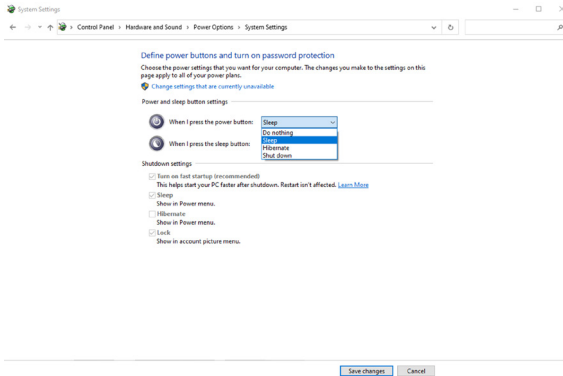 System Settings
Control Panel > Hardware and Sound > Power Options > System Settings
Define power buttons and turn on password protection
Choose the power settings that you want for your computer. The changes you make to the settings on this
page apply to all of your power plans.
Change settings that are currently unavailable
Power and sleep button settings
When I press the power button: Sleep
Do nothing
Sleep
When I press the sleep button: Hibernate
Shut down
Shutdown settings
Turn on fast startup (recommended)
This helps start your PC faster after shutdown. Restart isn't affected. Learn More
Sleep
Show in Power menu.
Hibernate
Show in Power menu.
Lock
Show in account picture menu.
Save changes Cancel